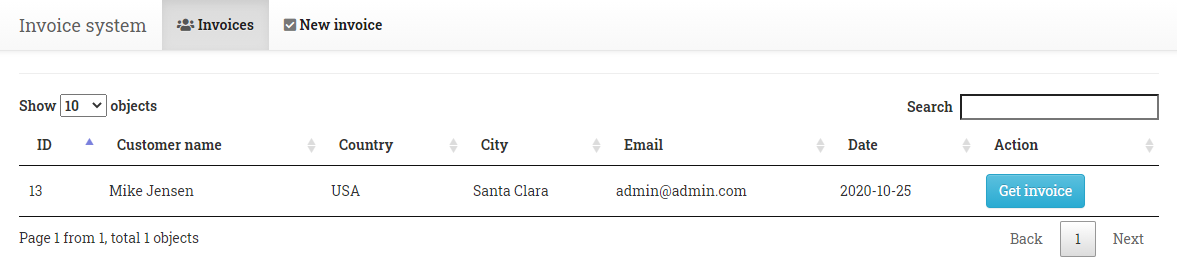 Invoice system Invoices New invoice
Show 10 objects Search
ID Customer name Country City Email Date Action
13 Mike Jensen USA Santa Clara admin@admin.com 2020-10-25 Get invoice
Page 1 from 1, total 1 objects Back 1 Next